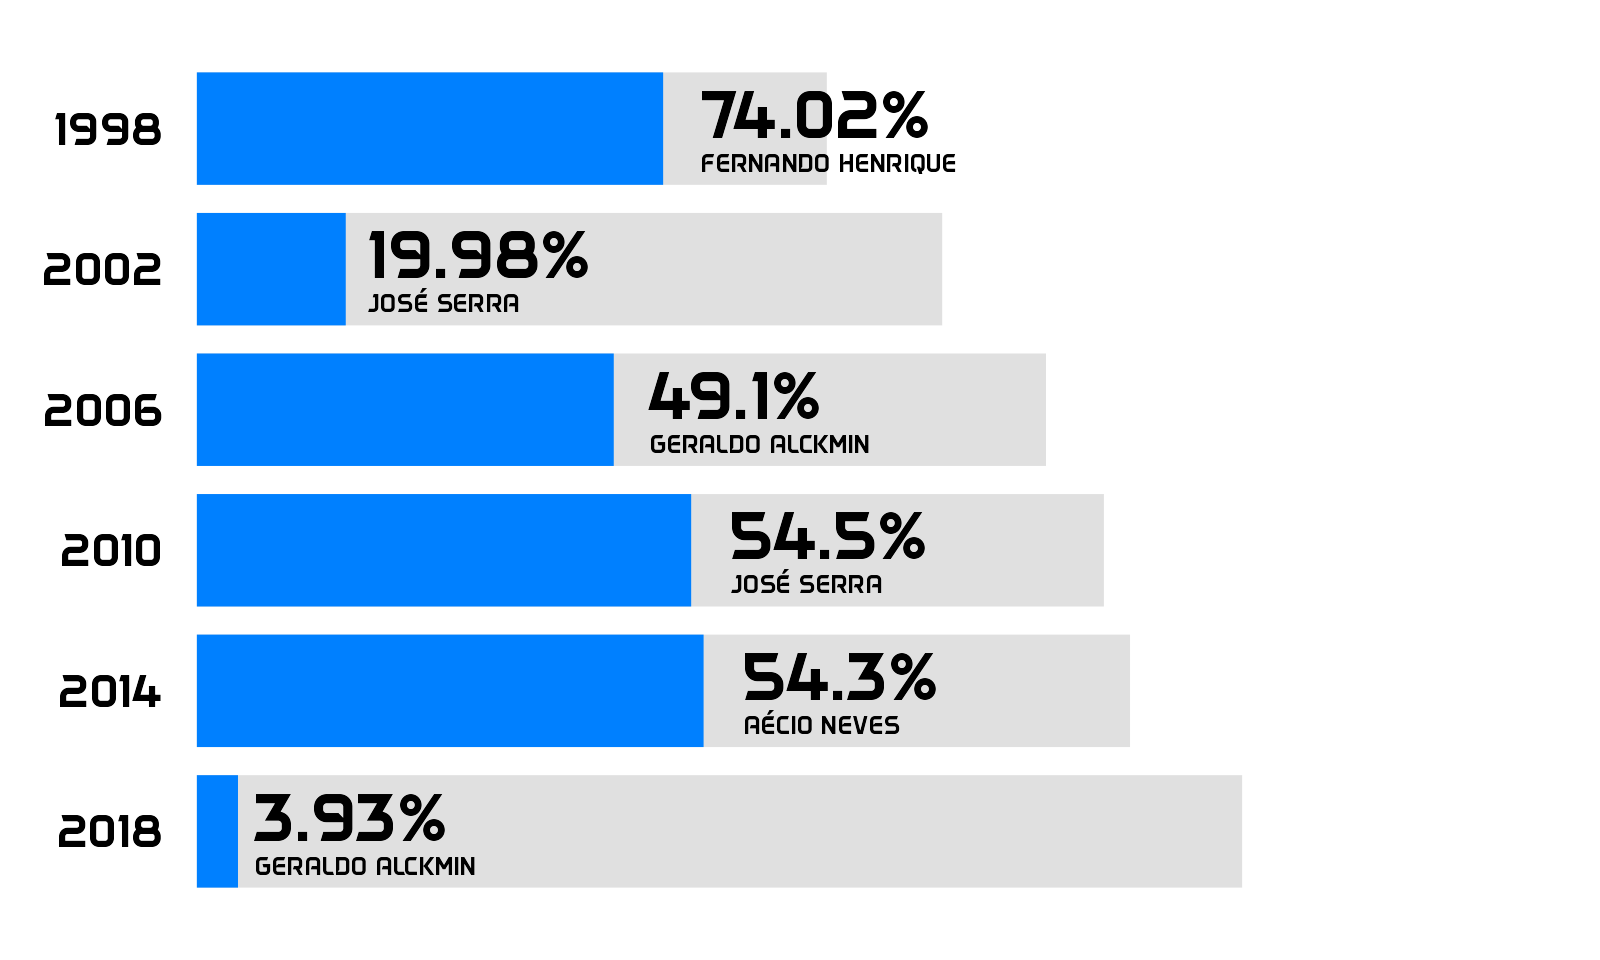 1998
74.02%
FERNANDO HENRIQUE
2002
19.98%
JOSÉ SERRA
2006
49.1%
GERALDO ALCKMIN
2010
54.5%
JOSÉ SERRA
2014
54.3%
AÉCIO NEVES
2018
3.93%
GERALDO ALCKMIN